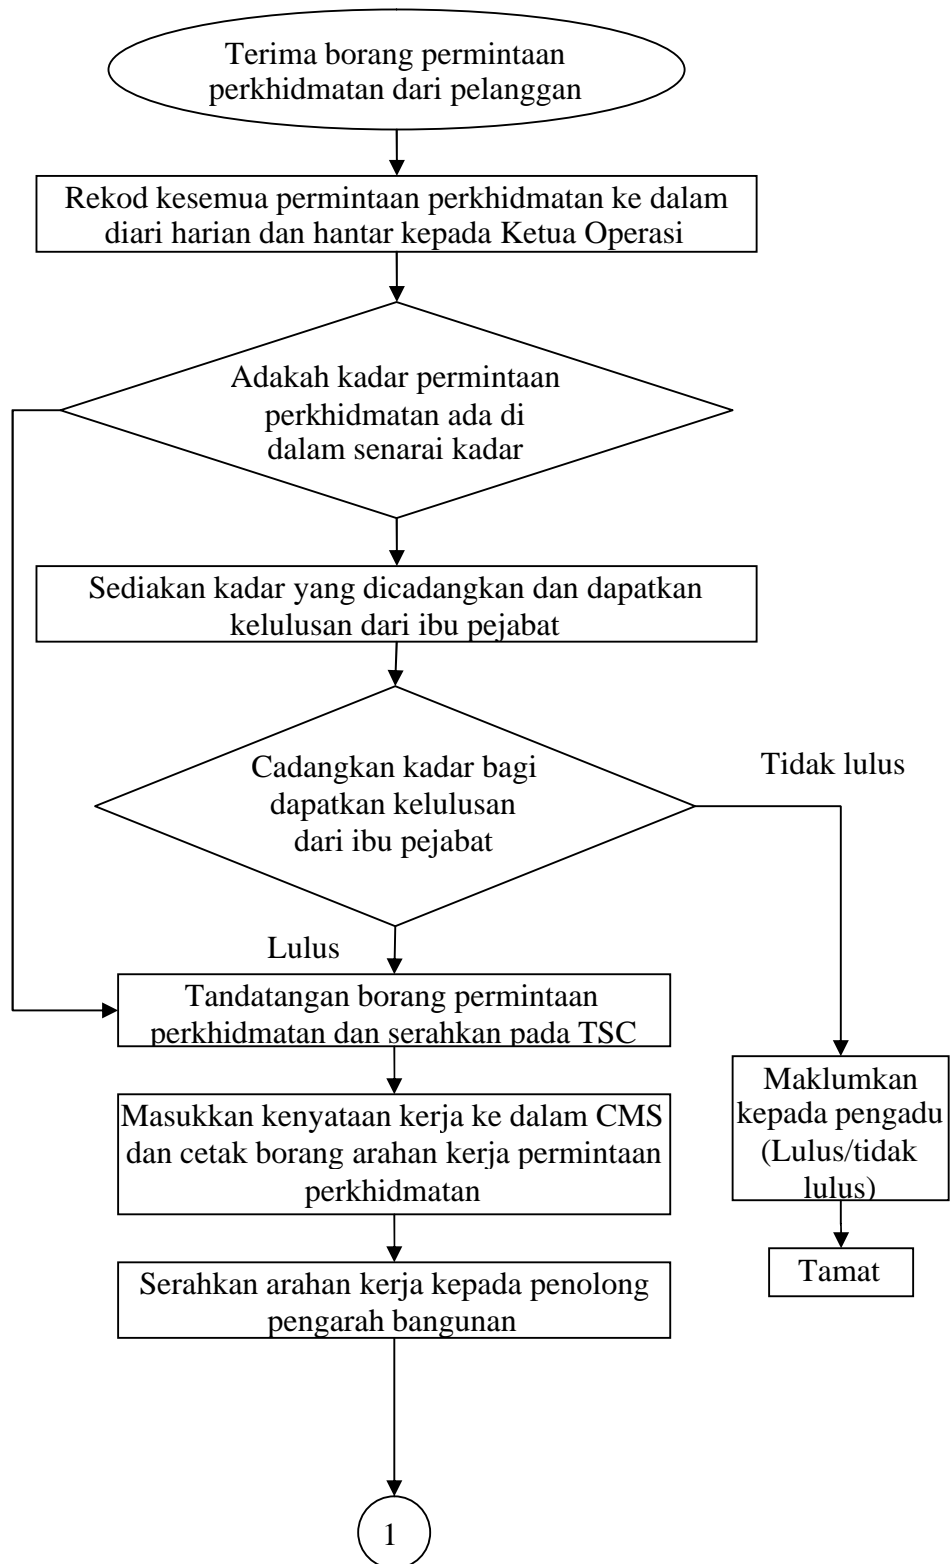 Terima borang permintaan
perkhidmatan dari pelanggan
Rekod kesemua permintaan perkhidmatan ke dalam
diari harian dan hantar kepada Ketua Operasi
Adakah kadar permintaan
perkhidmatan ada di
dalam senarai kadar
Sediakan kadar yang dicadangkan dan dapatkan
kelulusan dari ibu pejabat
Cadangkan kadar bagi
dapatkan kelulusan
dari ibu pejabat
Tidak lulus
Lulus
Tandatangan borang permintaan
perkhidmatan dan serahkan pada TSC
Masukkan kenyataan kerja ke dalam CMS
dan cetak borang arahan kerja permintaan
perkhidmatan
Maklumkan
kepada pengadu
(Lulus/tidak
lulus)
Tamat
Serahkan arahan kerja kepada penolong
pengarah bangunan
1